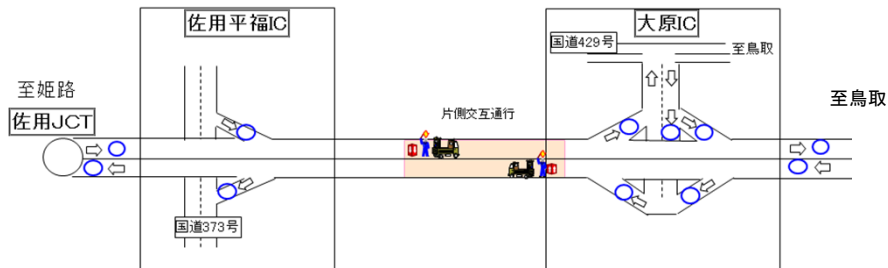 佐用平福IC
大原IC
国道429号
至鳥取
至姫路
佐用JCT
片側交互通行
至鳥取
国道373号